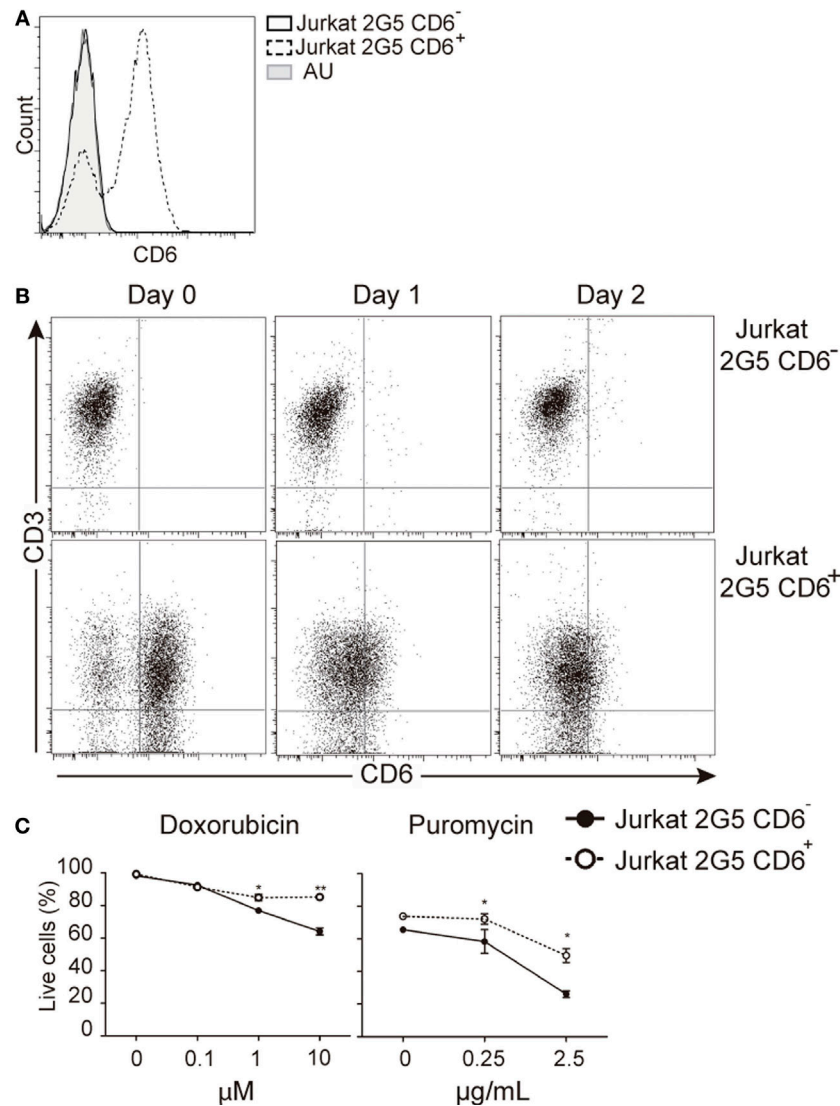 A
Jurkat 2G5 CD6⁻
Jurkat 2G5 CD6⁺
AU
Count
CD6
B
Day 0
Day 1
Day 2
Jurkat
2G5 CD6⁻
Jurkat
2G5 CD6⁺
CD3
CD6
C
Doxorubicin
Puromycin
Jurkat 2G5 CD6⁻
Jurkat 2G5 CD6⁺
Live cells (%)
100
80
60
40
20
0
*
**
*
*
0
0.1
1
10
0
0.25
2.5
µM
µg/mL